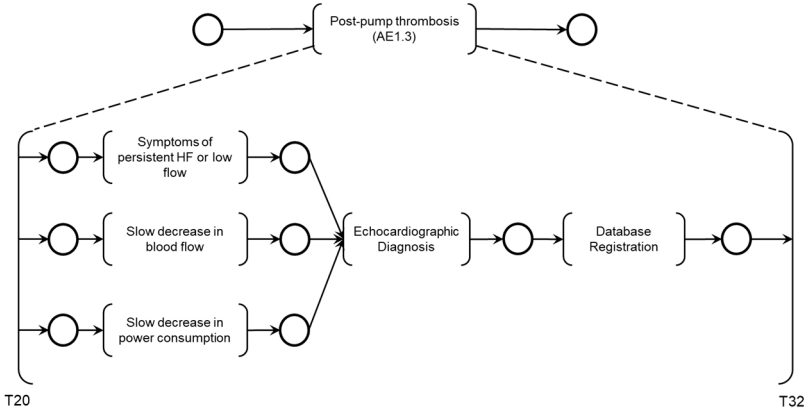 Post-pump thrombosis
(AE1.3)
Symptoms of
persistent HF or low
flow
Slow decrease in
blood flow
Echocardiographic
Diagnosis
Database
Registration
Slow decrease in
power consumption
T20
T32